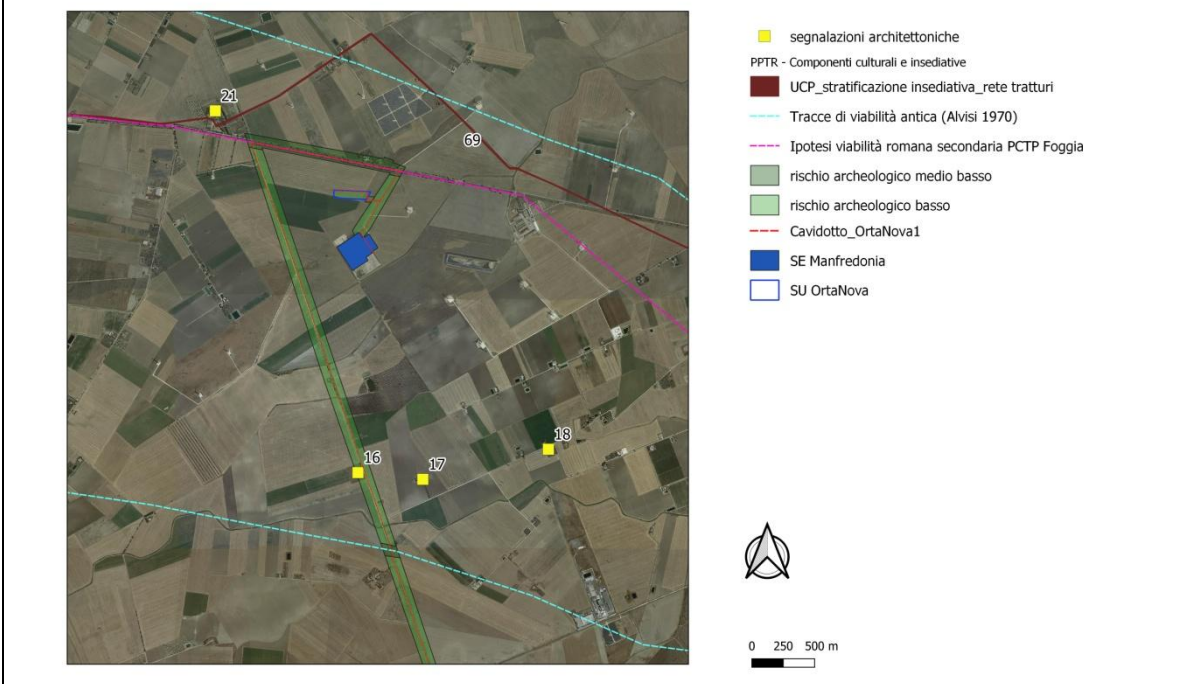 21
69
16
17
18
segnalazioni architettoniche
PPTR - Componenti culturali e insediative
UCP_stratificazione insediativa_rete tratturi
Tracce di viabilità antica (Alvisi 1970)
Ipotesi viabilità romana secondaria PCTP Foggia
rischio archeologico medio basso
rischio archeologico basso
Cavidotto_OrtaNova1
SE Manfredonia
SU OrtaNova
0 250 500 m